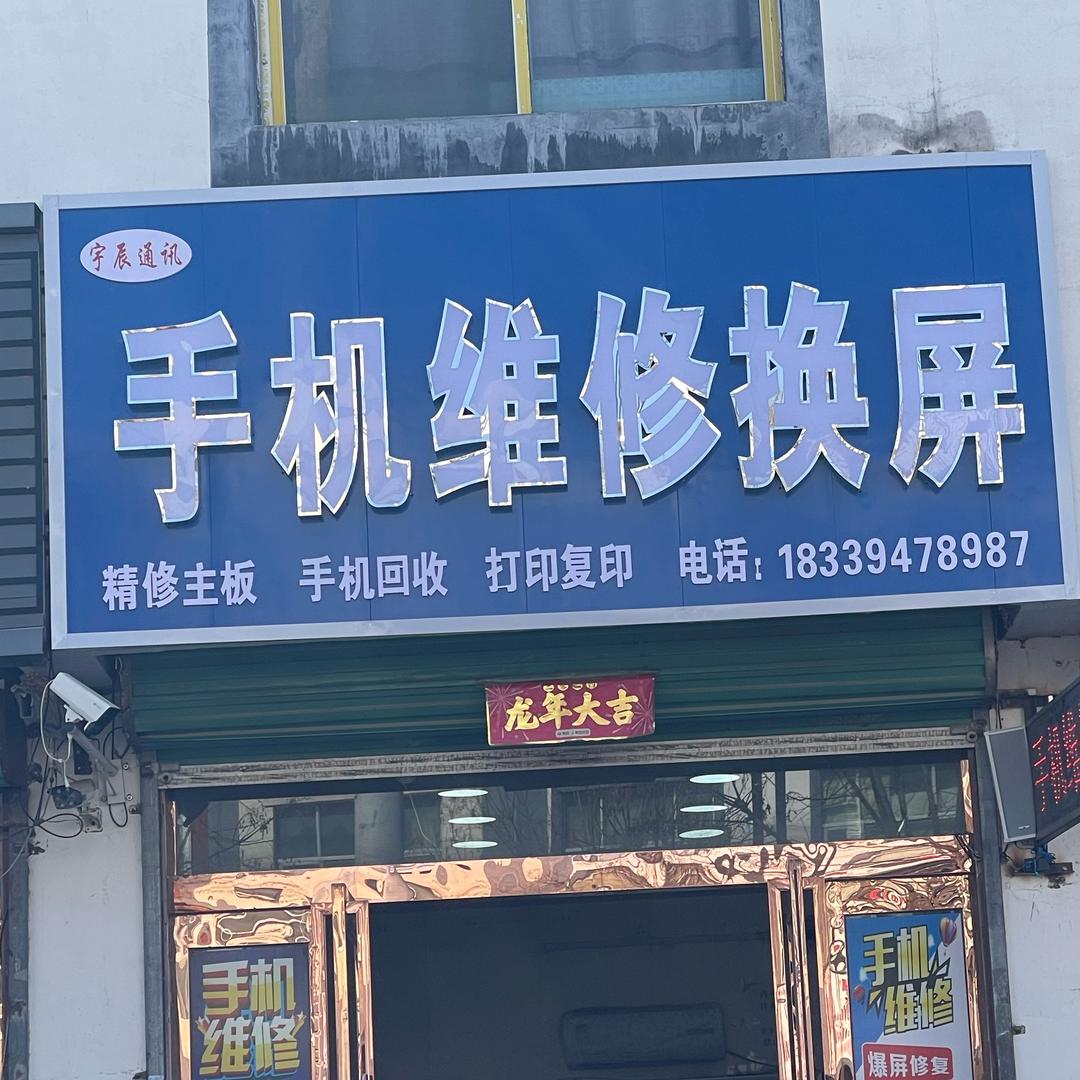 宇辰通讯
手机维修换屏
精修主板 手机回收 打印复印 电话: 18339478987
龙年大吉
手机
维修
手机
维修
爆屏修复